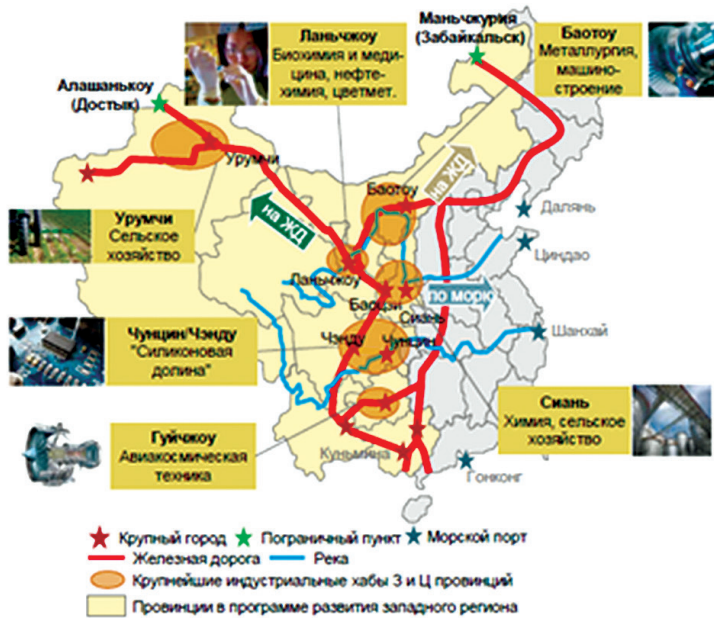 Маньчжурия
(Забайкальск)
Ланьчжоу
Биохимия и меди-
цина, нефте-
химия, цветмет.
Баотоу
Металлургия,
машино-
строение
Алашанькоу
(Достык)
Урумчи
на ЖД
Баотоу
Далянь
Урумчи
Сельское
хозяйство
на ЖД
Циндао
Ланьчжоу
по морю
Баоцзи
Сиань
Шанхай
Чунцин/Чэнду
"Силиконовая
долина"
Чэнду
Чунцин
Сиань
Химия, сельское
хозяйство
Гуйчжоу
Авиакосмическая
техника
Куньмина
Гонконг
Крупный город
Пограничный пункт
Морской порт
Железная дорога
Река
Крупнейшие индустриальные хабы З и Ц провинций
Провинции в программе развития западного региона